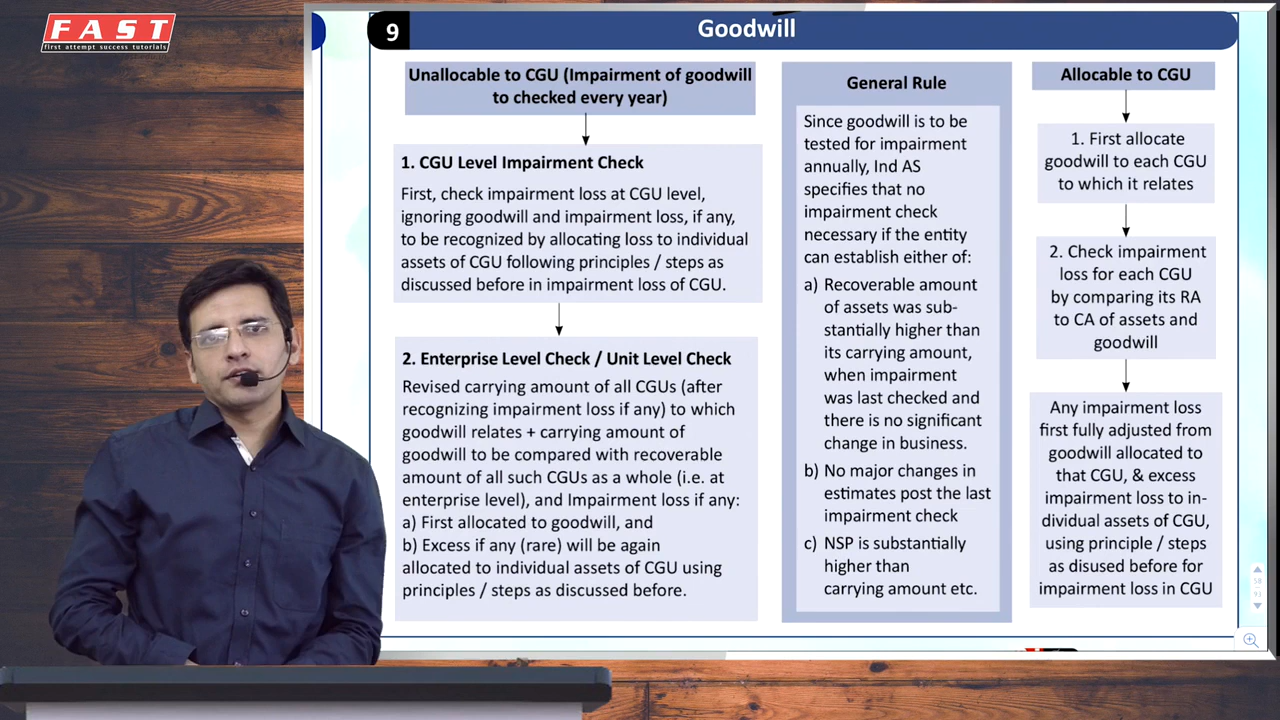 FAST
first attempt success tutorials
9
Goodwill
Unallocable to CGU (Impairment of goodwill
to checked every year)
1. CGU Level Impairment Check
First, check impairment loss at CGU level,
ignoring goodwill and impairment loss, if any,
to be recognized by allocating loss to individual
assets of CGU following principles / steps as
discussed before in impairment loss of CGU.
2. Enterprise Level Check / Unit Level Check
Revised carrying amount of all CGUs (after
recognizing impairment loss if any) to which
goodwill relates + carrying amount of
goodwill to be compared with recoverable
amount of all such CGUs as a whole (i.e. at
enterprise level), and Impairment loss if any:
a) First allocated to goodwill, and
b) Excess if any (rare) will be again
allocated to individual assets of CGU using
principles / steps as discussed before.
General Rule
Since goodwill is to be
tested for impairment
annually, Ind AS
specifies that no
impairment check
necessary if the entity
can establish either of:
a) Recoverable amount
of assets was sub-
stantially higher than
its carrying amount,
when impairment
was last checked and
there is no significant
change in business.
b) No major changes in
estimates post the last
impairment check
c) NSP is substantially
higher than
carrying amount etc.
Allocable to CGU
1. First allocate
goodwill to each CGU
to which it relates
2. Check impairment
loss for each CGU
by comparing its RA
to CA of assets and
goodwill
Any impairment loss
first fully adjusted from
goodwill allocated to
that CGU, & excess
impairment loss to in-
dividual assets of CGU,
using principle / steps
as disused before for
impairment loss in CGU